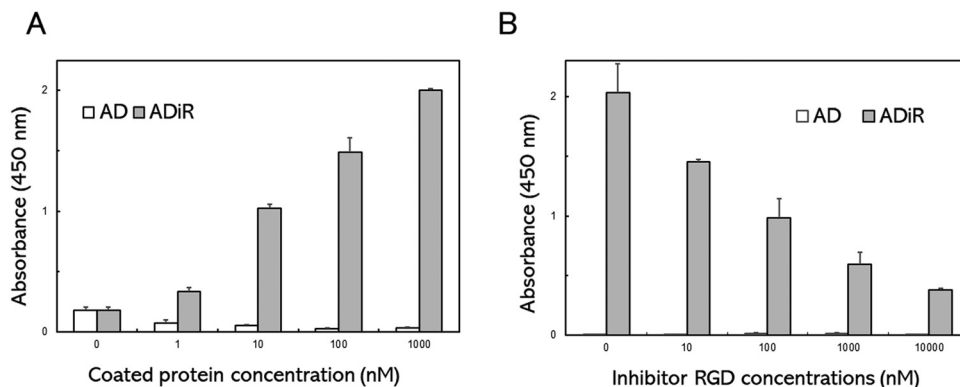 A
Absorbance (450 nm)
2
1
0
AD ADiR
0 1 10 100 1000
Coated protein concentration (nM)
B
Absorbance (450 nm)
2
1
0
AD ADiR
0 10 100 1000 10000
Inhibitor RGD concentrations (nM)